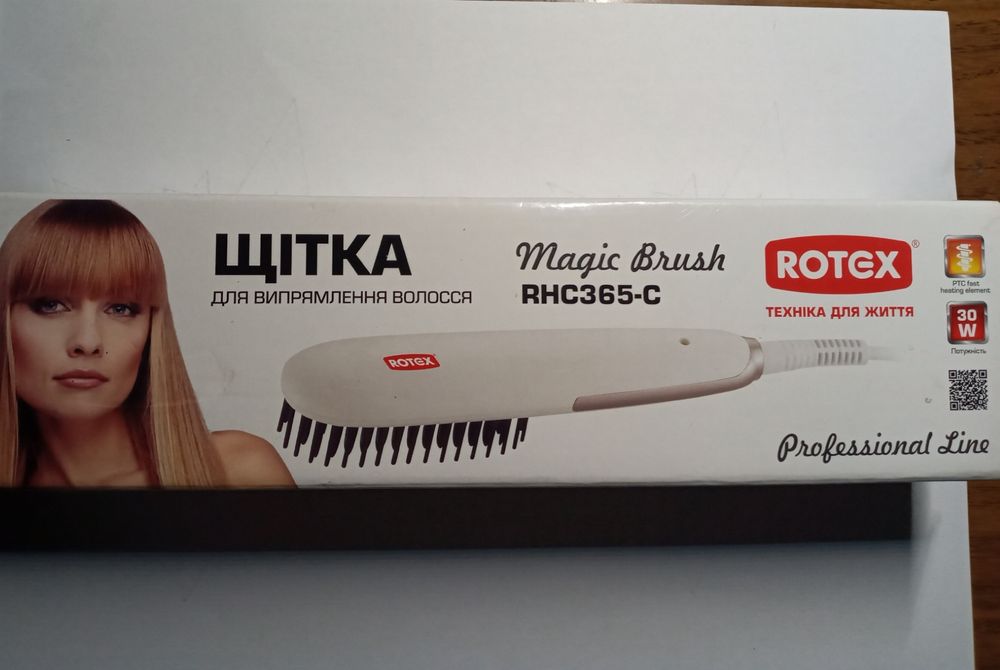 ЩІТКА
ДЛЯ ВИПРЯМЛЕННЯ ВОЛОССЯ
Magic Brush
RHC365-C
ROTEX®
ТЕХНІКА ДЛЯ ЖИТТЯ
PTC fast
heating element
30
W
Потужність
ROTEX
Professional Line